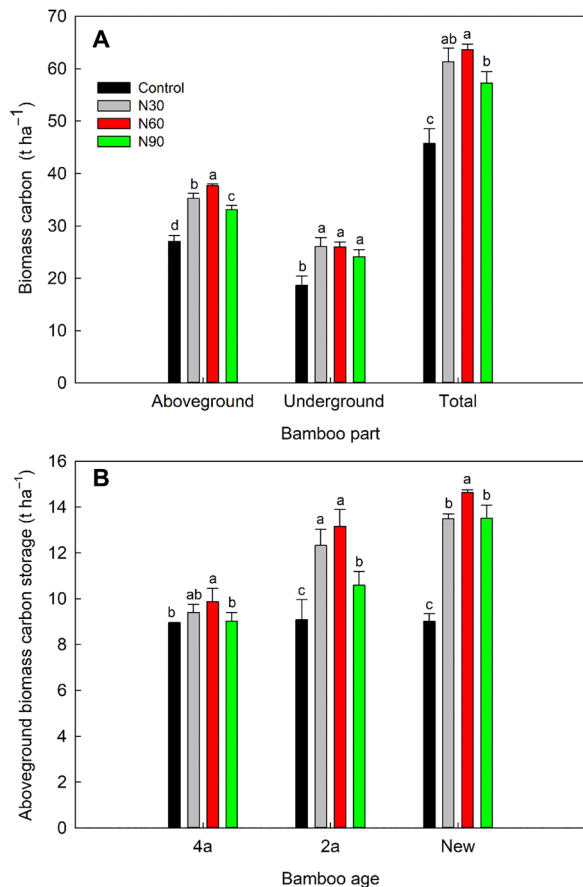 A
Control
N30
N60
N90
Biomass carbon (t ha⁻¹)
70
60
50
40
30
20
10
0
d b a c
b a a a
c ab a b
Aboveground Underground Total
Bamboo part
B
Aboveground biomass carbon storage (t ha⁻¹)
16
14
12
10
8
6
4
2
0
b ab a b
c a a b
c b a b
4a 2a New
Bamboo age